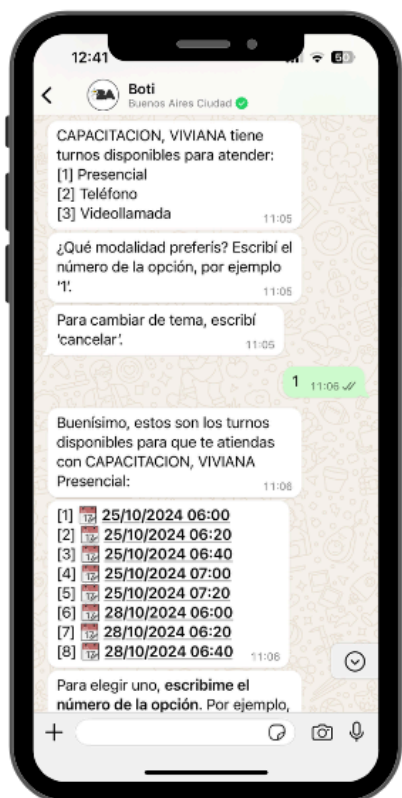 12:41
50
BA
Boti
Buenos Aires Ciudad
CAPACITACION, VIVIANA tiene
turnos disponibles para atender:
[1] Presencial
[2] Teléfono
[3] Videollamada
11:05
¿Qué modalidad preferís? Escribí el
número de la opción, por ejemplo
'1'.
11:05
Para cambiar de tema, escribí
'cancelar'.
11:05
1 11:06
Buenísimo, estos son los turnos
disponibles para que te atiendas
con CAPACITACION, VIVIANA
Presencial:
11:06
[1] 25/10/2024 06:00
[2] 25/10/2024 06:20
[3] 25/10/2024 06:40
[4] 25/10/2024 07:00
[5] 25/10/2024 07:20
[6] 28/10/2024 06:00
[7] 28/10/2024 06:20
[8] 28/10/2024 06:40
11:06
Para elegir uno, escribime el
número de la opción. Por ejemplo,